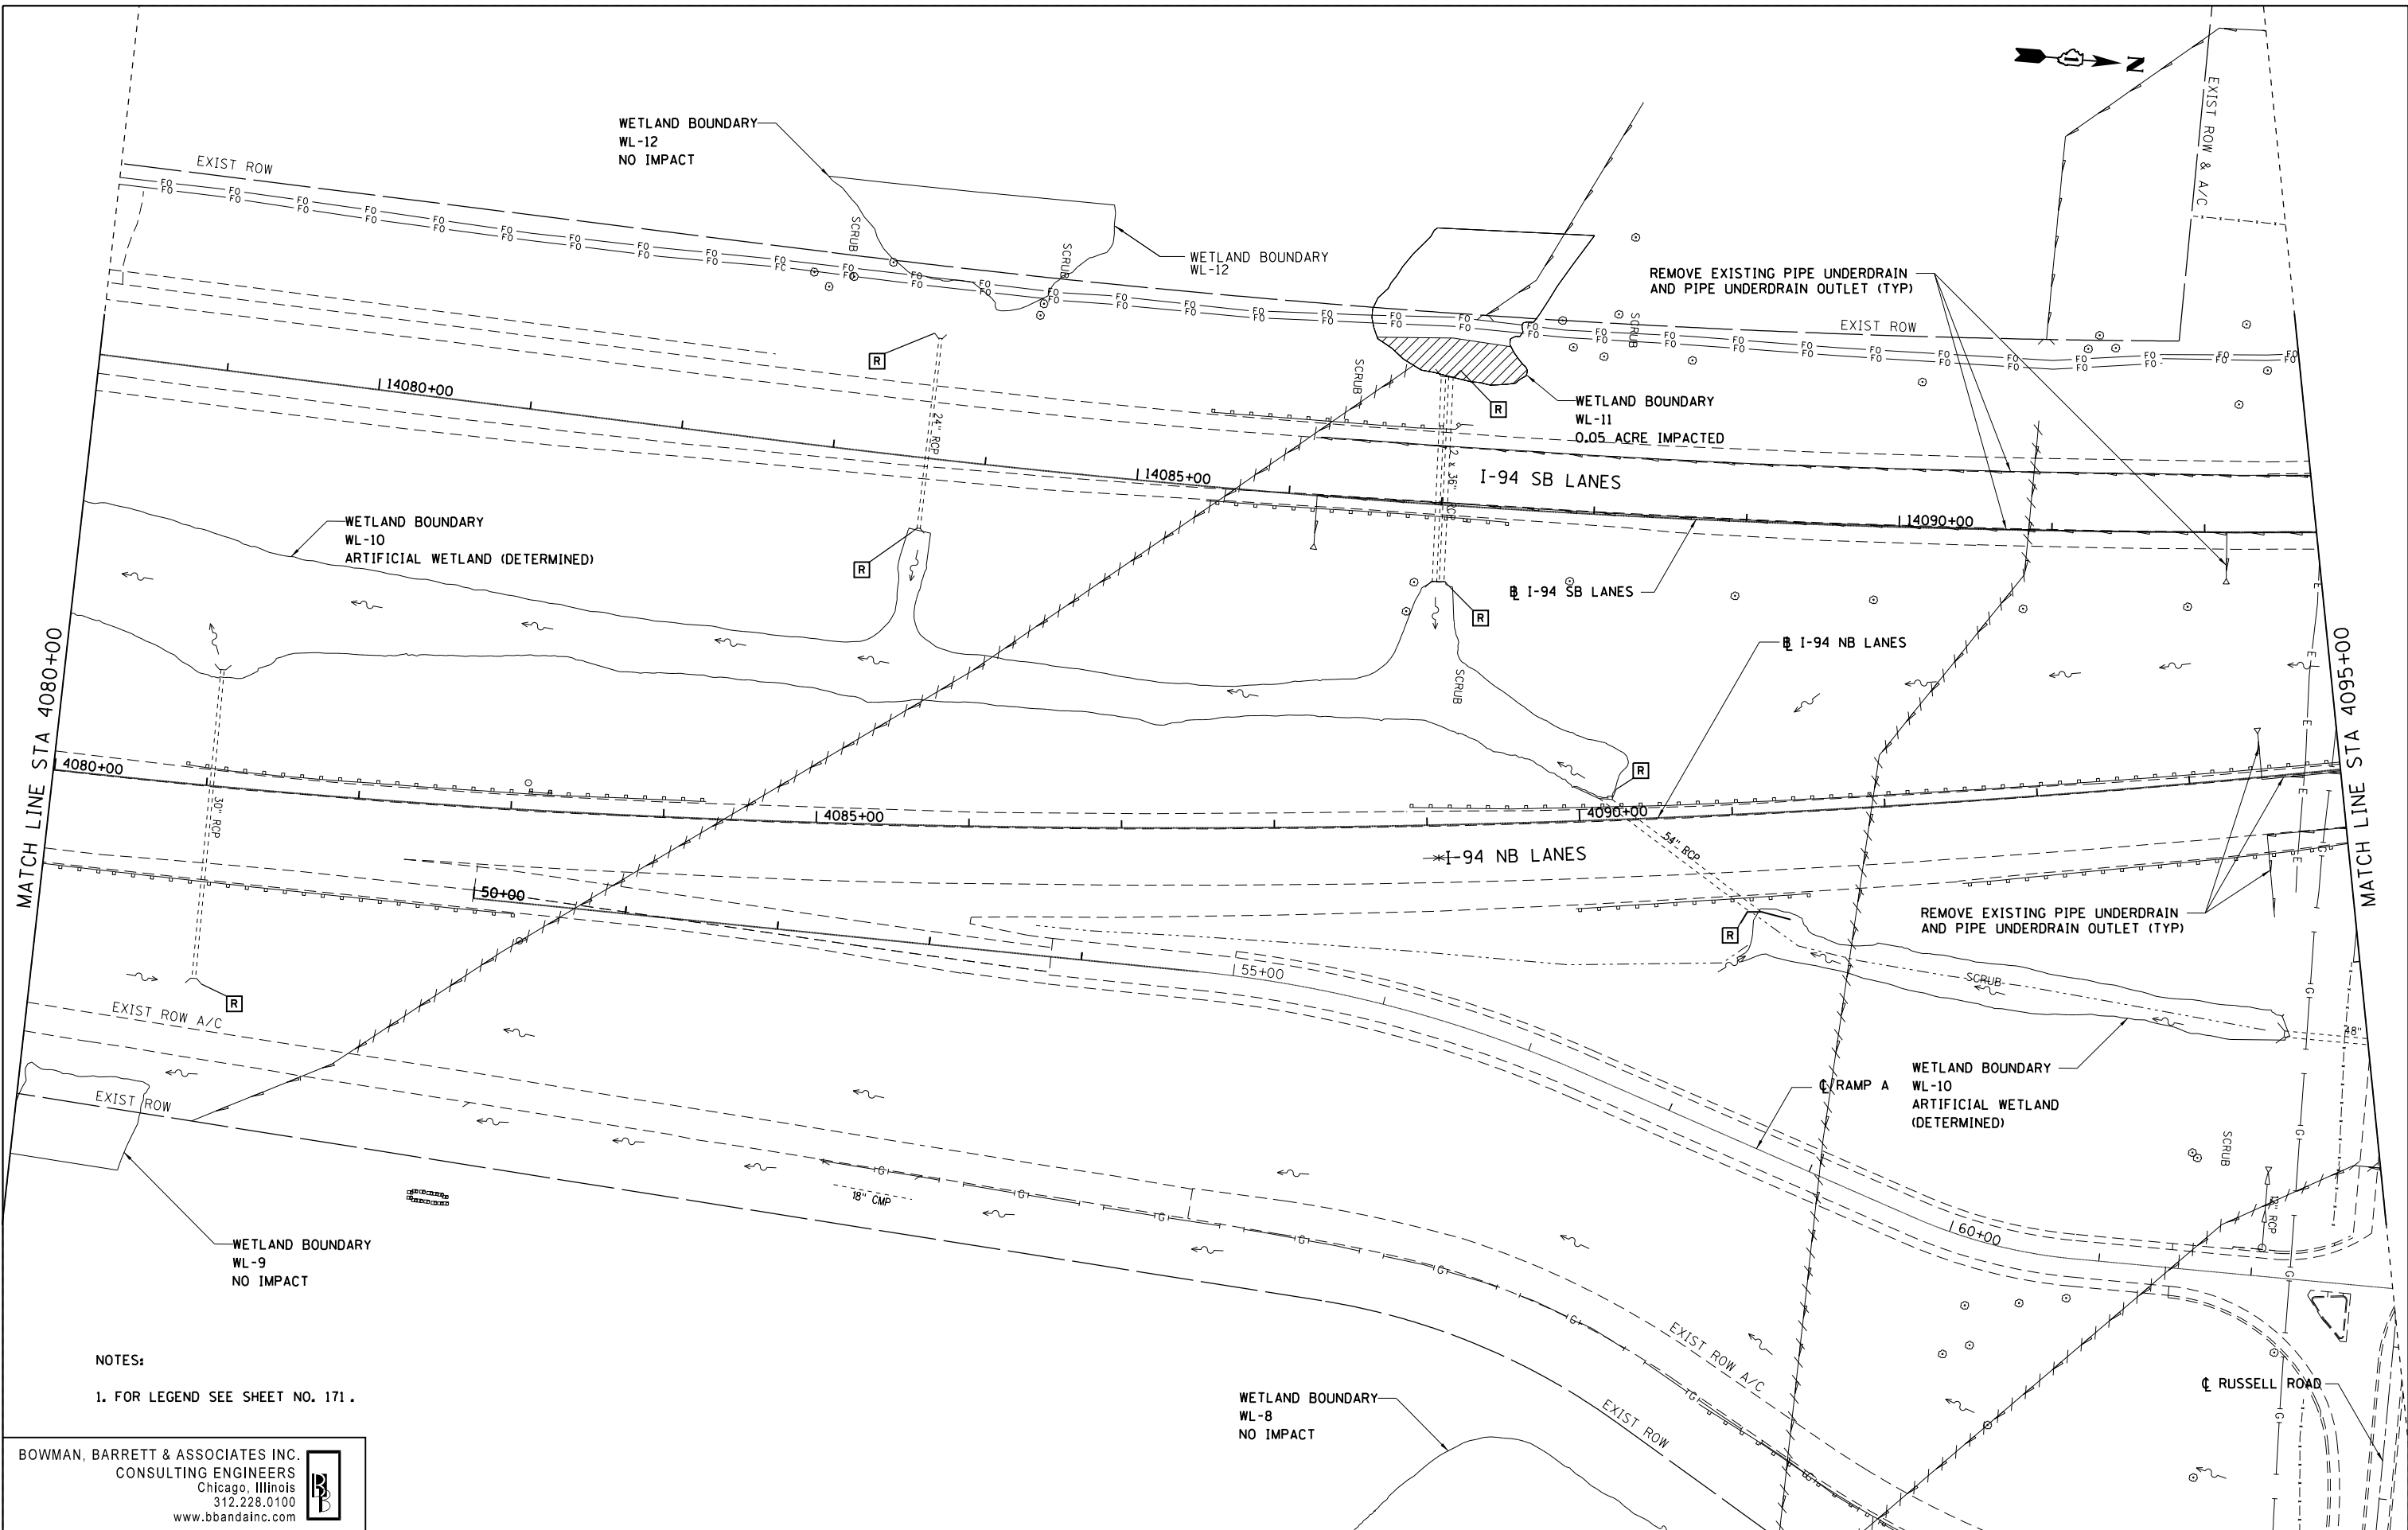 N
EXIST ROW & A/C
WETLAND BOUNDARY
WL-12
NO IMPACT
EXIST ROW
SCRUB
SCRUB
WETLAND BOUNDARY
WL-12
REMOVE EXISTING PIPE UNDERDRAIN
AND PIPE UNDERDRAIN OUTLET (TYP)
SCRUB
EXIST ROW
R
14080+00
24" RCP
SCRUB
R
WETLAND BOUNDARY
WL-11
0.05 ACRE IMPACTED
14085+00
2 x 36" RCP
I-94 SB LANES
14090+00
WETLAND BOUNDARY
WL-10
ARTIFICIAL WETLAND (DETERMINED)
R
I-94 SB LANES
R
I-94 NB LANES
SCRUB
MATCH LINE STA 4080+00
MATCH LINE STA 4095+00
4080+00
30" RCP
R
4085+00
4090+00
54" RCP
I-94 NB LANES
50+00
R
REMOVE EXISTING PIPE UNDERDRAIN
AND PIPE UNDERDRAIN OUTLET (TYP)
55+00
SCRUB
R
EXIST ROW A/C
48"
WETLAND BOUNDARY
WL-10
ARTIFICIAL WETLAND
(DETERMINED)
℄ RAMP A
EXIST ROW
SCRUB
18" CMP
RCP
60+00
WETLAND BOUNDARY
WL-9
NO IMPACT
EXIST ROW A/C
NOTES:
1. FOR LEGEND SEE SHEET NO. 171.
WETLAND BOUNDARY
WL-8
NO IMPACT
EXIST ROW
℄ RUSSELL ROAD
BOWMAN, BARRETT & ASSOCIATES INC.
CONSULTING ENGINEERS
Chicago, Illinois
312.228.0100
www.bbandainc.com